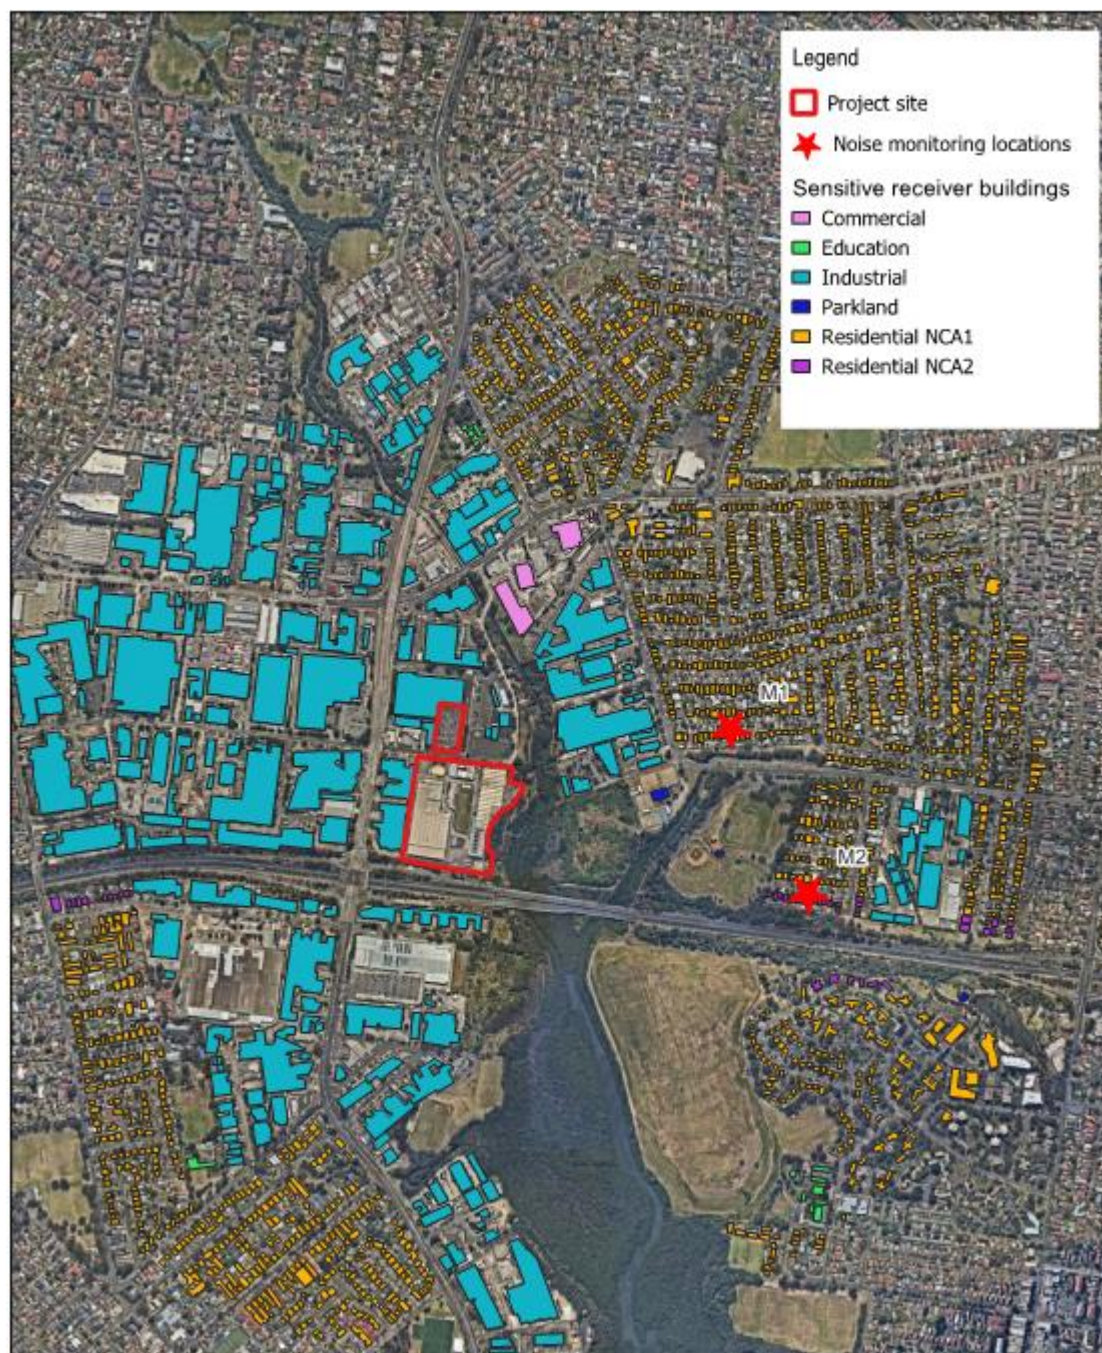 Legend
Project site
Noise monitoring locations
Sensitive receiver buildings
Commercial
Education
Industrial
Parkland
Residential NCA1
Residential NCA2
M1
M2